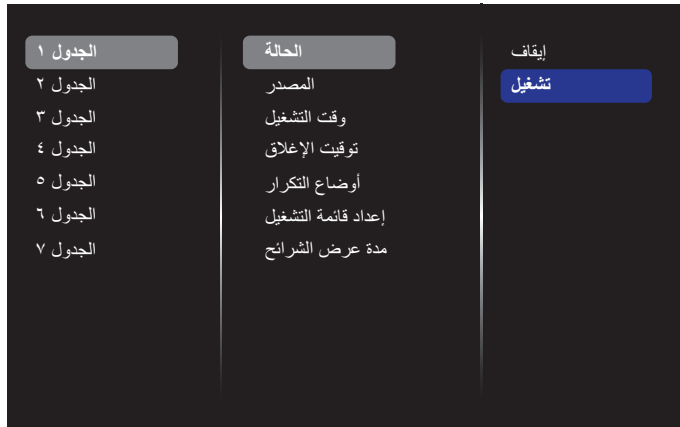 الجدول ١
الجدول ٢
الجدول ٣
الجدول ٤
الجدول ٥
الجدول ٦
الجدول ٧
الحالة
المصدر
وقت التشغيل
توقيت الإغلاق
أوضاع التكرار
إعداد قائمة التشغيل
مدة عرض الشرائح
إيقاف
تشغيل